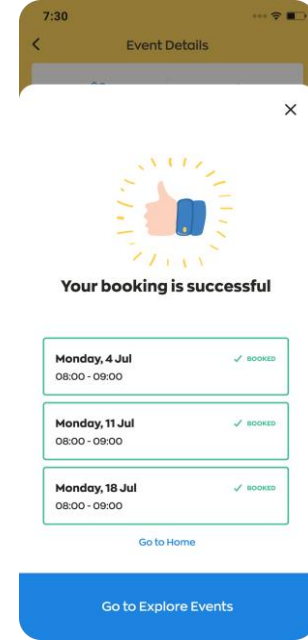 7:30
Event Details
Your booking is successful
Monday, 4 Jul
BOOKED
08:00 - 09:00
Monday, 11 Jul
BOOKED
08:00 - 09:00
Monday, 18 Jul
BOOKED
08:00 - 09:00
Go to Home
Go to Explore Events